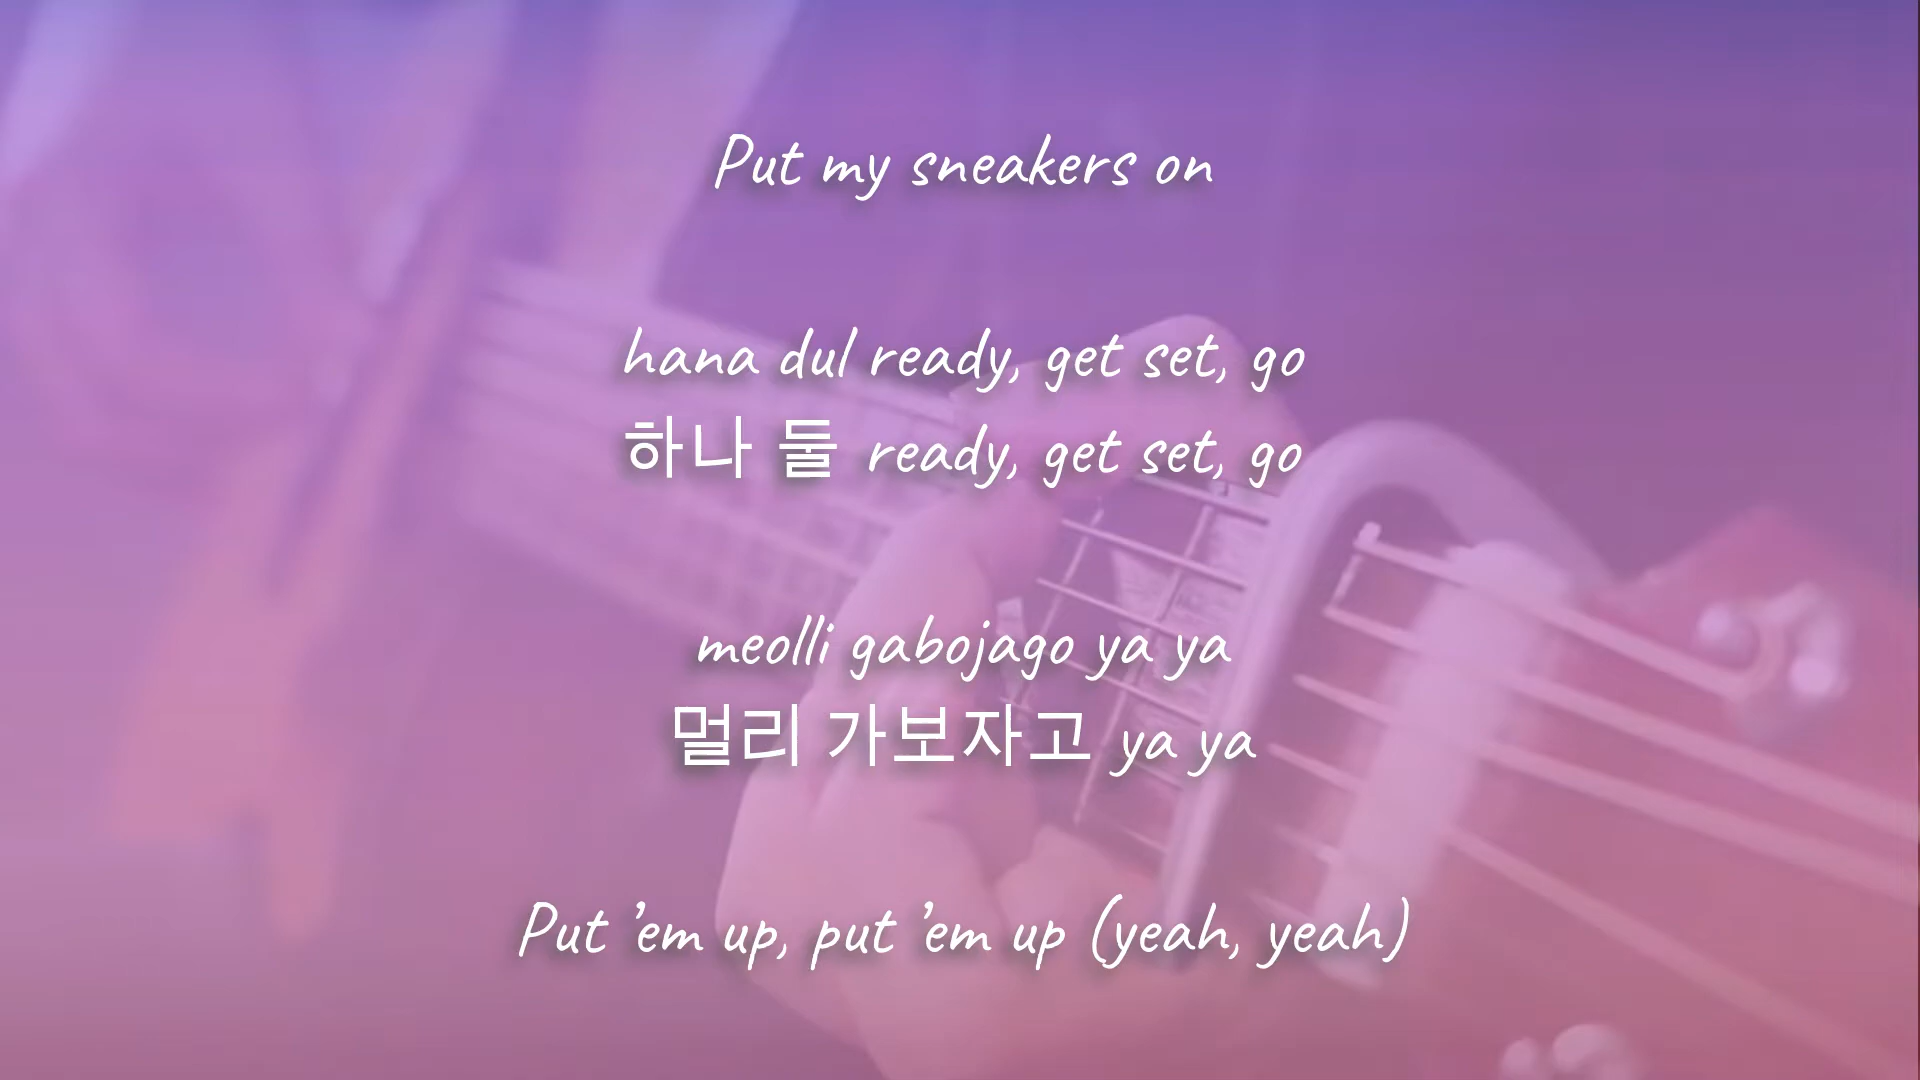 Put my sneakers on
hana dul ready, get set, go
하나 둘 ready, get set, go
meolli gabojago ya ya
멀리 가보자고 ya ya
Put ’em up, put ’em up (yeah, yeah)